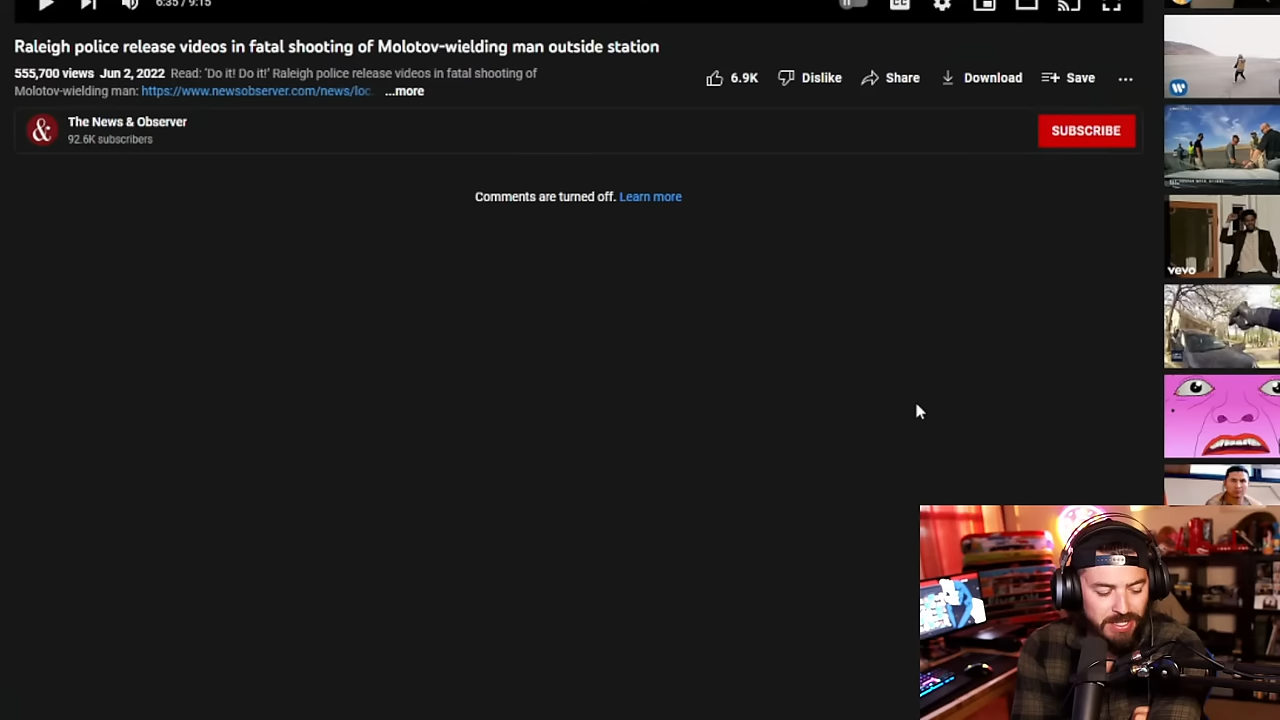 6:35 / 9:15
CC
Raleigh police release videos in fatal shooting of Molotov-wielding man outside station
555,700 views Jun 2, 2022 Read: 'Do it! Do it!' Raleigh police release videos in fatal shooting of
Molotov-wielding man: https://www.newsobserver.com/news/loc ...more
6.9K Dislike Share Download Save
&
The News & Observer
92.6K subscribers
SUBSCRIBE
Comments are turned off. Learn more
vevo